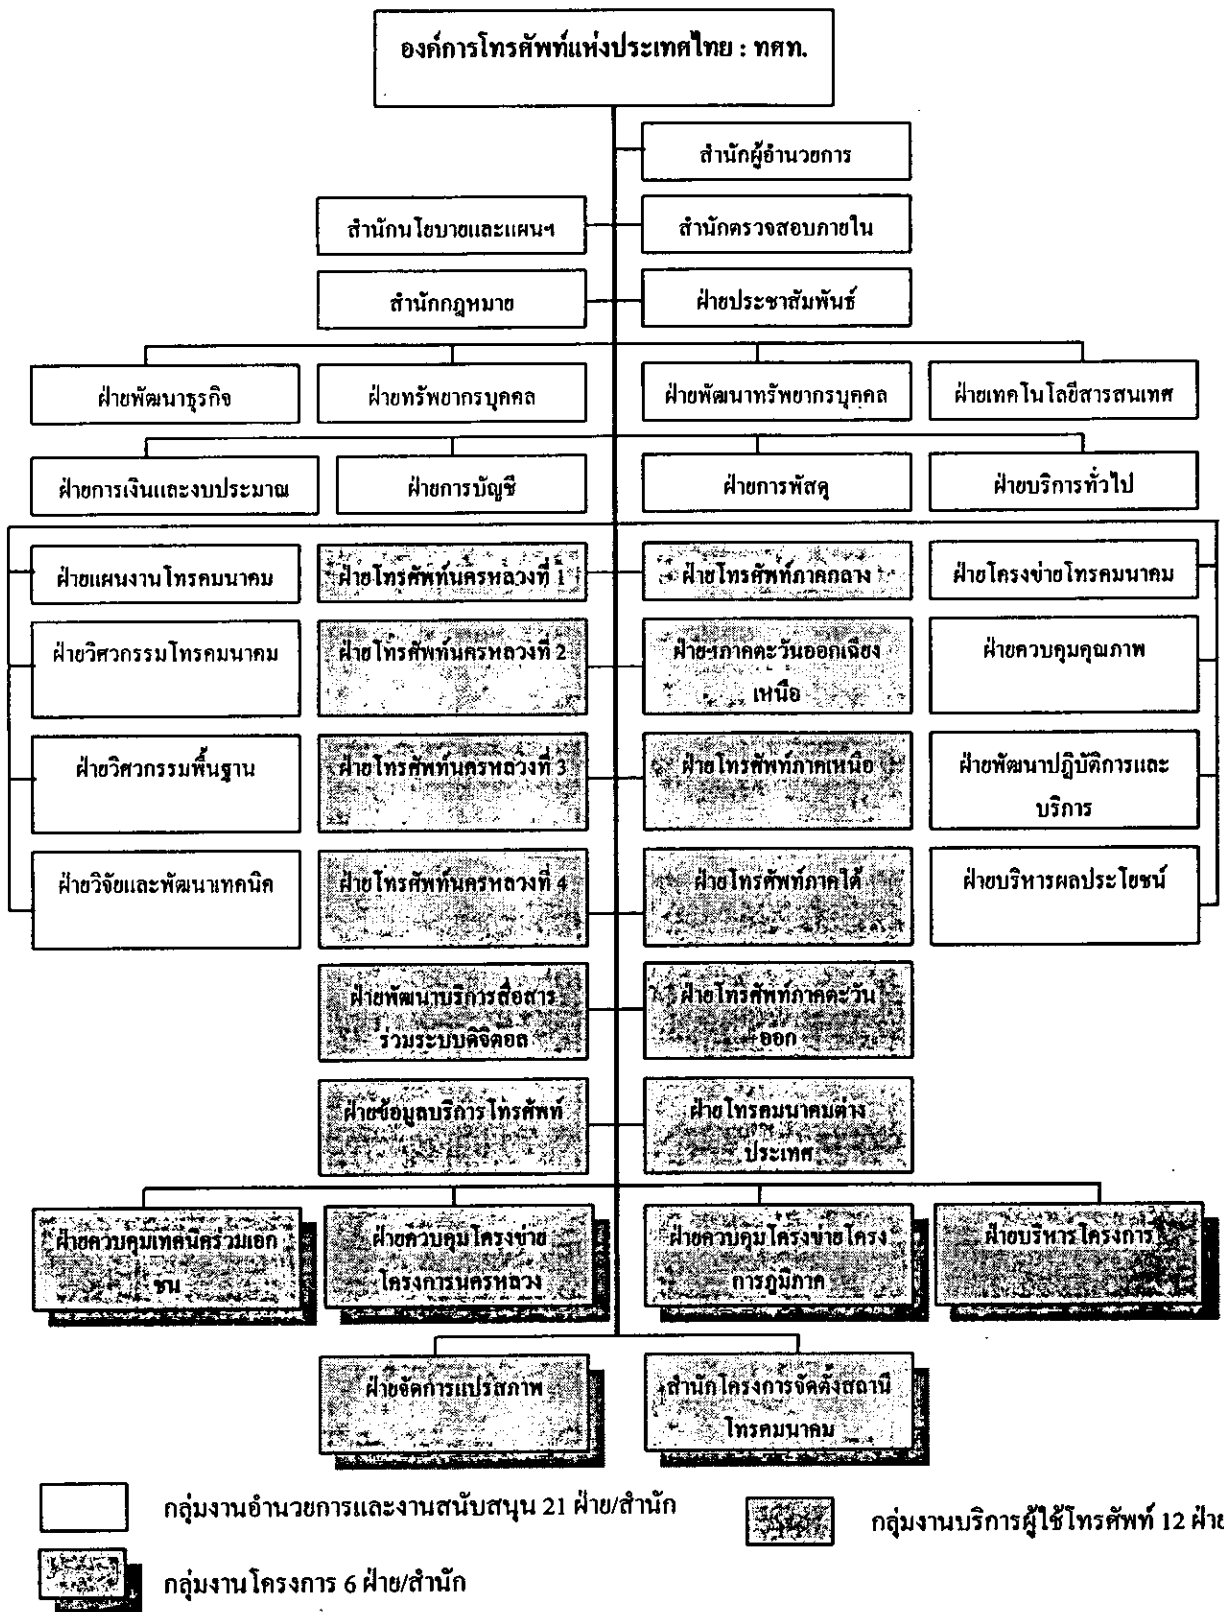 องค์การโทรศัพท์แห่งประเทศไทย : ทศท.
สำนักผู้อำนวยการ
สำนักนโยบายและแผนฯ
สำนักตรวจสอบภายใน
สำนักกฎหมาย
ฝ่ายประชาสัมพันธ์
ฝ่ายพัฒนาธุรกิจ
ฝ่ายทรัพยากรบุคคล
ฝ่ายพัฒนาทรัพยากรบุคคล
ฝ่ายเทคโนโลยีสารสนเทศ
ฝ่ายการเงินและงบประมาณ
ฝ่ายการบัญชี
ฝ่ายการพัสดุ
ฝ่ายบริการทั่วไป
ฝ่ายแผนงานโทรคมนาคม
ฝ่ายโทรศัพท์นครหลวงที่ 1
ฝ่ายโทรศัพท์ภาคกลาง
ฝ่ายโครงข่ายโทรคมนาคม
ฝ่ายวิศวกรรมโทรคมนาคม
ฝ่ายโทรศัพท์นครหลวงที่ 2
ฝ่ายฯภาคตะวันออกเฉียง
เหนือ
ฝ่ายควบคุมคุณภาพ
ฝ่ายวิศวกรรมพื้นฐาน
ฝ่ายโทรศัพท์นครหลวงที่ 3
ฝ่ายโทรศัพท์ภาคเหนือ
ฝ่ายพัฒนาปฏิบัติการและ
บริการ
ฝ่ายวิจัยและพัฒนาเทคนิค
ฝ่ายโทรศัพท์นครหลวงที่ 4
ฝ่ายโทรศัพท์ภาคใต้
ฝ่ายบริหารผลประโยชน์
ฝ่ายพัฒนาบริการสื่อสาร
ร่วมระบบดิจิตอล
ฝ่ายโทรศัพท์ภาคตะวัน
ออก
ฝ่ายข้อมูลบริการโทรศัพท์
ฝ่ายโทรคมนาคมต่าง
ประเทศ
ฝ่ายควบคุมเทคนิคร่วมเอก
ชน
ฝ่ายควบคุมโครงข่าย
โครงการนครหลวง
ฝ่ายควบคุมโครงข่ายโครง
การภูมิภาค
ฝ่ายบริหารโครงการ
ฝ่ายจัดการแปรสภาพ
สำนักโครงการจัดตั้งสถานี
โทรคมนาคม
กลุ่มงานอำนวยการและงานสนับสนุน 21 ฝ่าย/สำนัก
กลุ่มงานบริการผู้ใช้โทรศัพท์ 12 ฝ่าย
กลุ่มงานโครงการ 6 ฝ่าย/สำนัก